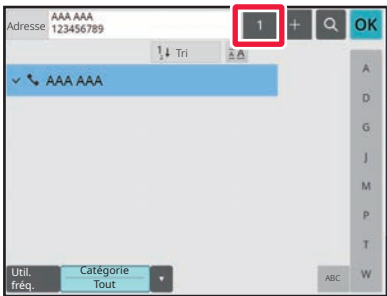 Adresse AAA AAA
123456789
1 + OK
Tri
AAA AAA
A
D
G
J
M
P
T
W
Util.
fréq.
Catégorie
Tout
ABC